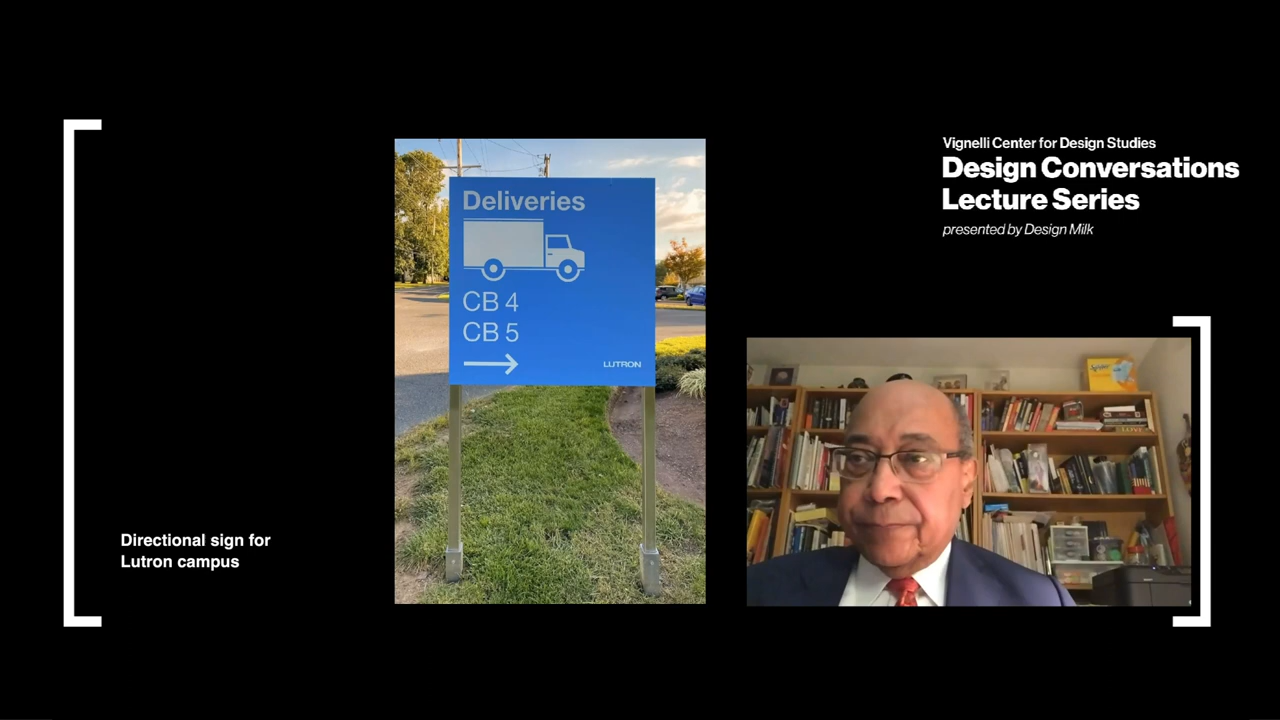 Vignelli Center for Design Studies
Design Conversations
Lecture Series
presented by Design Milk
Deliveries
CB 4
CB 5
LUTRON
Directional sign for
Lutron campus